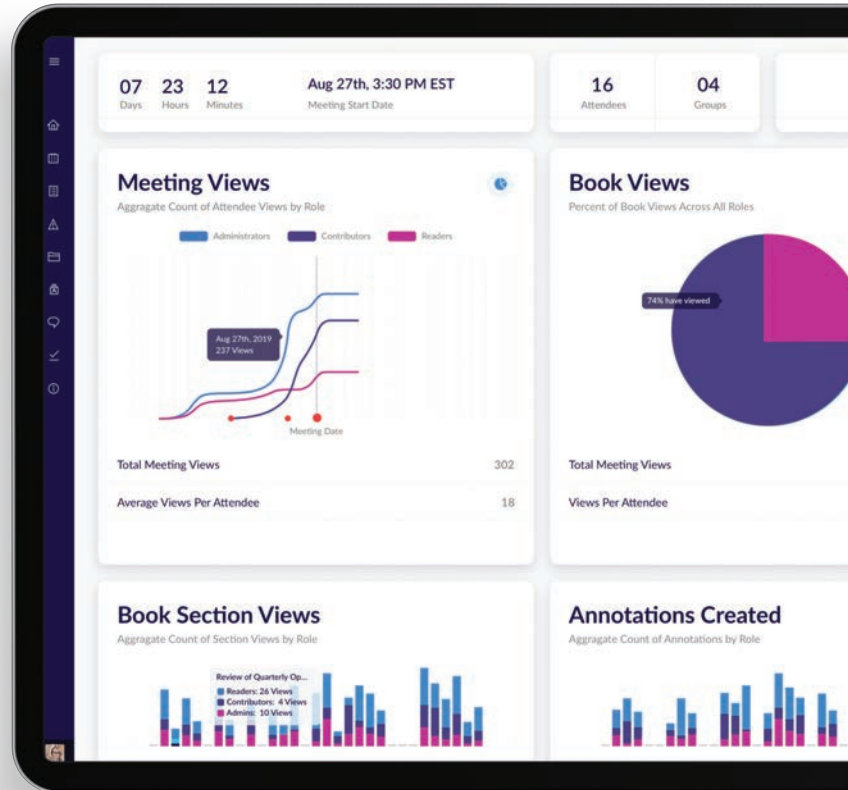 07 23 12
Days Hours Minutes
Aug 27th, 3:30 PM EST
Meeting Start Date
16
Attendees
04
Groups
Meeting Views
Aggragate Count of Attendee Views by Role
Administrators Contributors Readers
Aug 27th, 2019
237 Views
Meeting Date
Total Meeting Views 302
Average Views Per Attendee 18
Book Views
Percent of Book Views Across All Roles
74% have viewed
Total Meeting Views
Views Per Attendee
Book Section Views
Aggragate Count of Section Views by Role
Review of Quarterly Op...
Readers: 26 Views
Contributors: 4 Views
Admins: 10 Views
Annotations Created
Aggragate Count of Annotations by Role